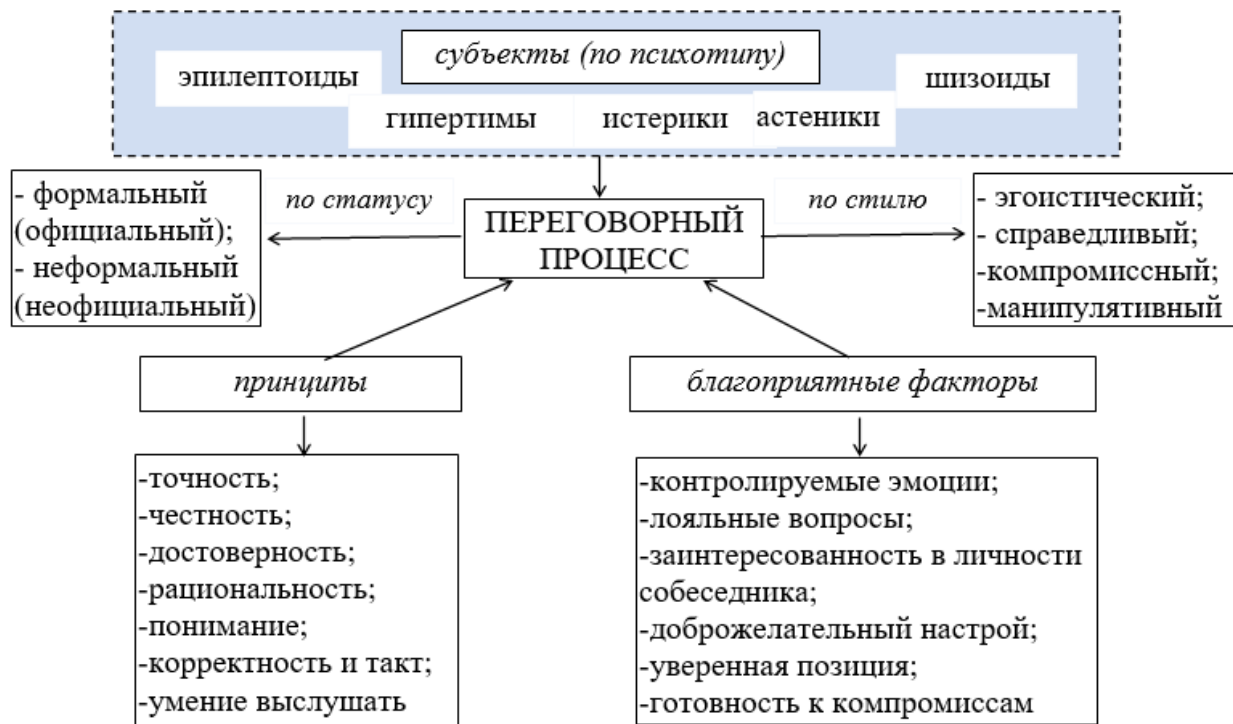 субъекты (по психотипу)
эпилептоиды
шизоиды
гипертимы
истерики
астеники
- формальный
(официальный);
- неформальный
(неофициальный)
по статусу
ПЕРЕГОВОРНЫЙ
ПРОЦЕСС
по стилю
- эгоистический;
- справедливый;
-компромиссный;
-манипулятивный
принципы
благоприятные факторы
-точность;
-честность;
-достоверность;
-рациональность;
-понимание;
-корректность и такт;
-умение выслушать
-контролируемые эмоции;
-лояльные вопросы;
-заинтересованность в личности
собеседника;
-доброжелательный настрой;
-уверенная позиция;
-готовность к компромиссам